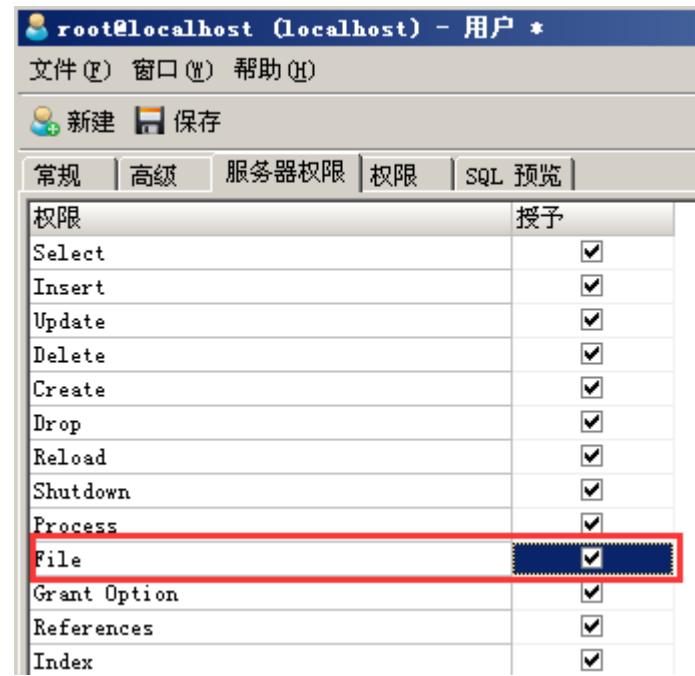 root@localhost (localhost) - 用户 *
文件(F) 窗口(W) 帮助(H)
新建 保存
常规 高级 服务器权限 权限 SQL 预览
权限 授予
Select
Insert
Update
Delete
Create
Drop
Reload
Shutdown
Process
File
Grant Option
References
Index